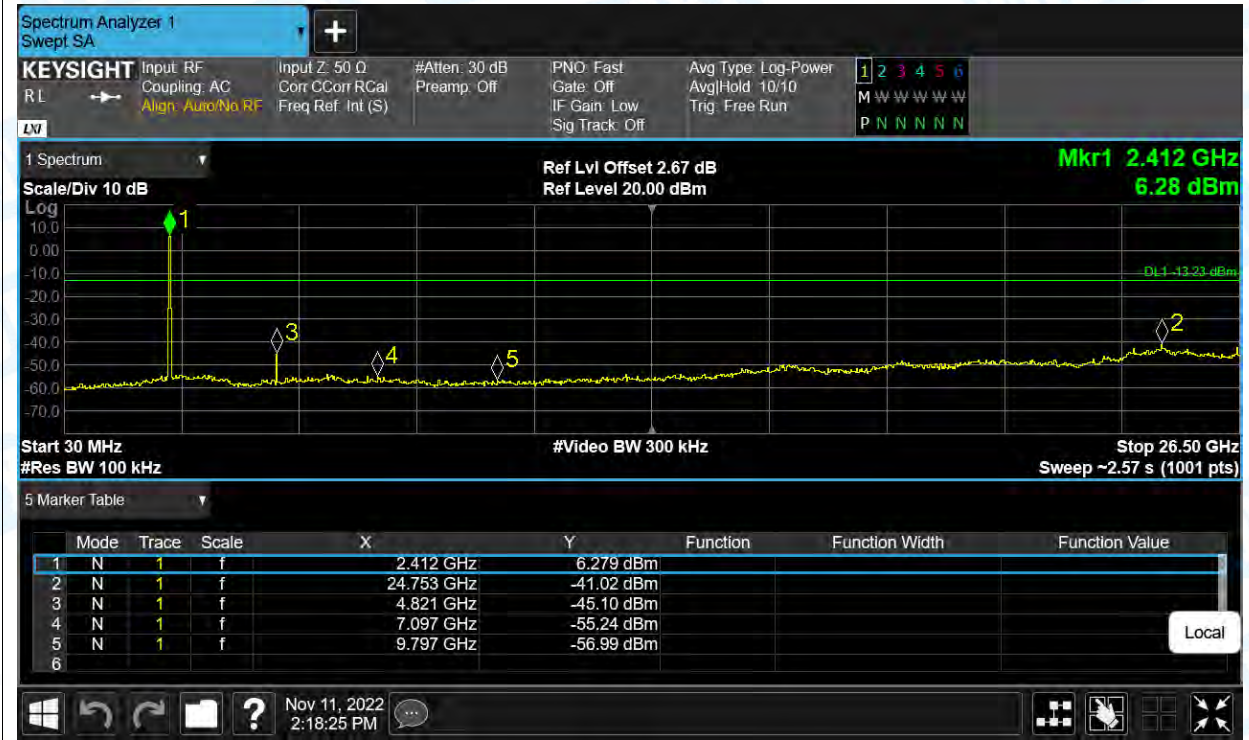 Spectrum Analyzer 1
Swept SA
+
KEYSIGHT Input: RF Input Z: 50 Ω #Atten: 30 dB PNO: Fast Avg Type: Log-Power 1 2 3 4 5 6
RL Coupling: AC Corr CCorr RCal Preamp: Off Gate: Off Avg|Hold: 10/10 M W W W W W W
Align: Auto/No RF Freq Ref: Int (S) IF Gain: Low Trig: Free Run
LXI Sig Track: Off P N N N N N N
1 Spectrum Ref Lvl Offset 2.67 dB Mkr1 2.412 GHz
Scale/Div 10 dB Ref Level 20.00 dBm 6.28 dBm
Log
1
10.0
0.00
-10.0 DL1 -13.23 dBm
-20.0
-30.0
3 2
-40.0
4 5
-50.0
-60.0
-70.0
Start 30 MHz #Video BW 300 kHz Stop 26.50 GHz
#Res BW 100 kHz Sweep ~2.57 s (1001 pts)
5 Marker Table
Mode Trace Scale X Y Function Function Width Function Value
1 N 1 f 2.412 GHz 6.279 dBm
2 N 1 f 24.753 GHz -41.02 dBm
3 N 1 f 4.821 GHz -45.10 dBm
4 N 1 f 7.097 GHz -55.24 dBm
5 N 1 f 9.797 GHz -56.99 dBm
6
Local
? Nov 11, 2022
2:18:25 PM